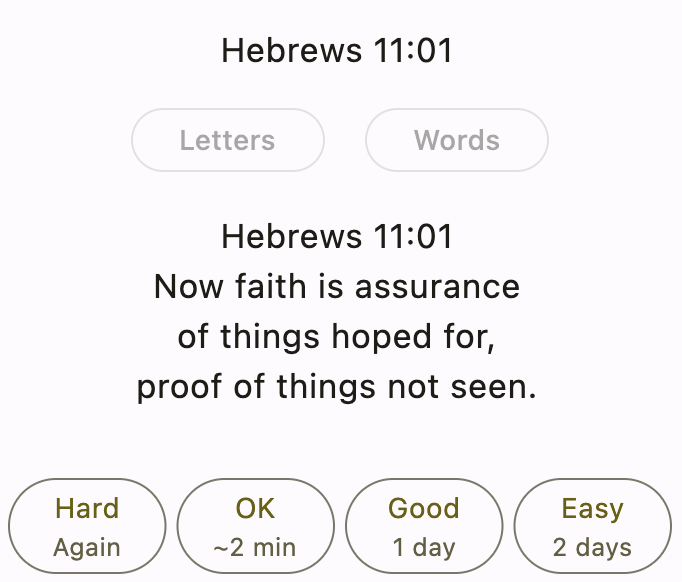 Hebrews 11:01
Letters Words
Hebrews 11:01
Now faith is assurance
of things hoped for,
proof of things not seen.
Hard OK Good Easy
Again ~2 min 1 day 2 days